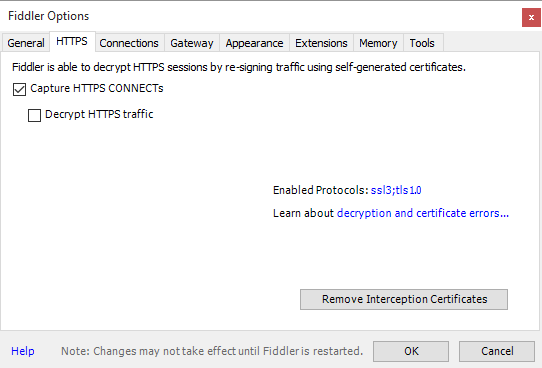 Fiddler Options
x
General HTTPS Connections Gateway Appearance Extensions Memory Tools
Fiddler is able to decrypt HTTPS sessions by re-signing traffic using self-generated certificates.
Capture HTTPS CONNECTs
Decrypt HTTPS traffic
Enabled Protocols: ssl3;tls1.0
Learn about decryption and certificate errors...
Remove Interception Certificates
Help Note: Changes may not take effect until Fiddler is restarted. OK Cancel